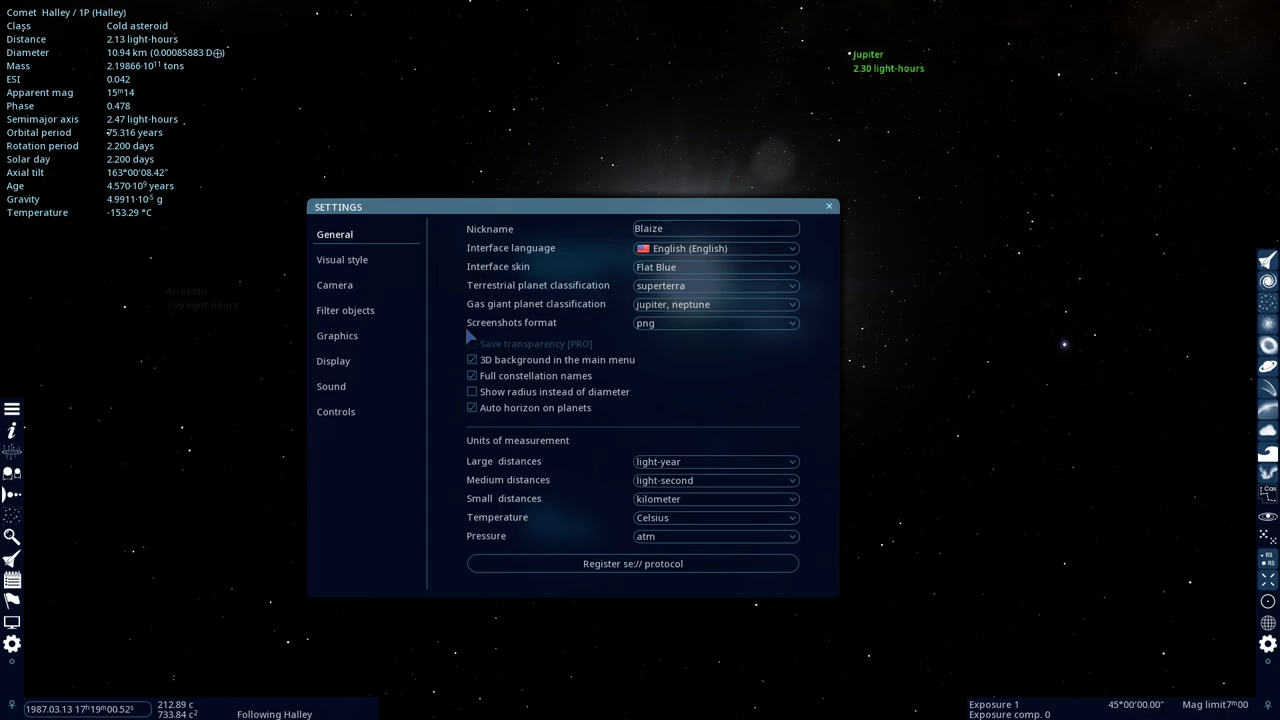 Comet Halley / 1P (Halley)
Class Cold asteroid
Distance 2.13 light-hours
Diameter 10.94 km (0.00085883 D⊕)
Mass 2.19866·10¹¹ tons
ESI 0.042
Apparent mag 15ᵐ14
Phase 0.478
Semimajor axis 2.47 light-hours
Orbital period 75.316 years
Rotation period 2.200 days
Solar day 2.200 days
Axial tilt 163°00'08.42"
Age 4.570·10⁹ years
Gravity 4.9911·10⁻⁵ g
Temperature -153.29 °C
Jupiter
2.30 light-hours
Arrokoth
7.96 light-hours
SETTINGS
General
Visual style
Camera
Filter objects
Graphics
Display
Sound
Controls
Nickname Blaize
Interface language English (English)
Interface skin Flat Blue
Terrestrial planet classification superterra
Gas giant planet classification jupiter, neptune
Screenshots format png
Save transparency [PRO]
3D background in the main menu
Full constellation names
Show radius instead of diameter
Auto horizon on planets
Units of measurement
Large distances light-year
Medium distances light-second
Small distances kilometer
Temperature Celsius
Pressure atm
Register se:// protocol
Cas
RS
RS
1987.03.13 17ʰ19ᵐ00.52ˢ
212.89 c
733.84 c²
Following Halley
Exposure 1
Exposure comp. 0
45°00'00.00"
Mag limit7ᵐ00